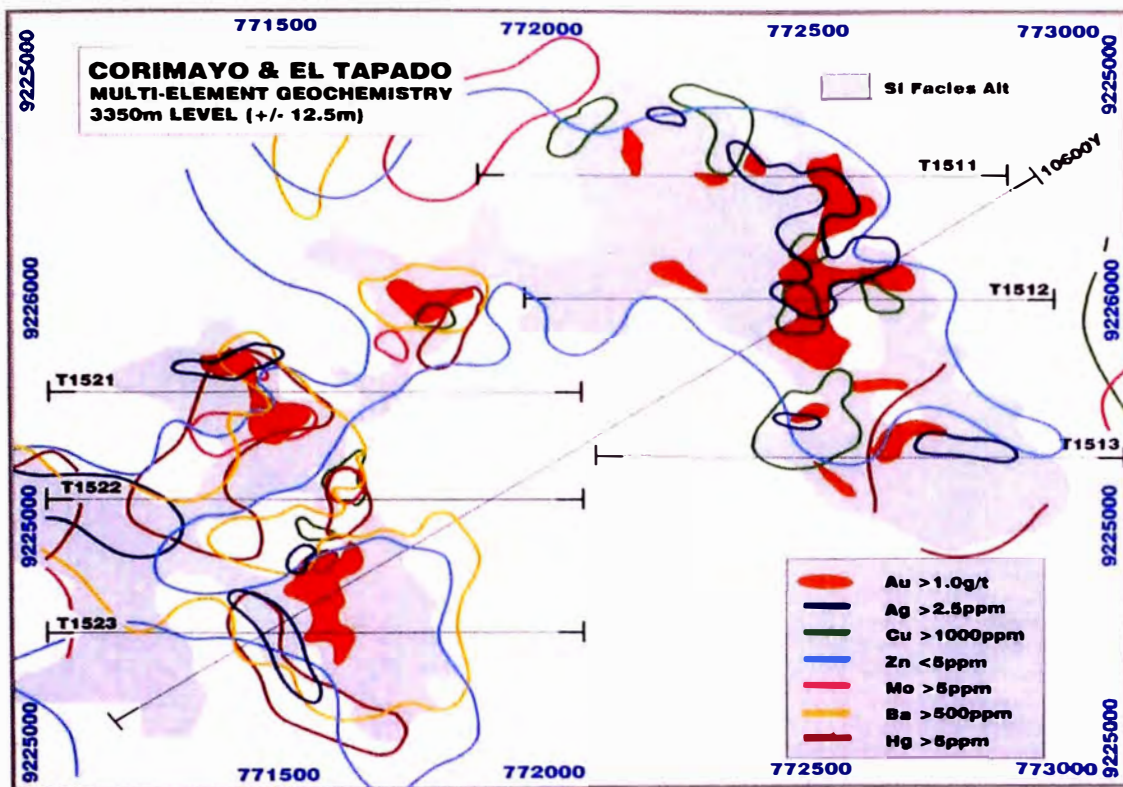 771500 772000 772500 773000
9225000
9225000
CORIMAYO & EL TAPADO
MULTI-ELEMENT GEOCHEMISTRY
3350m LEVEL (+/- 12.5m)
SI Facies Alt
T1511
10600Y
9226000
9226000
T1512
T1521
T1513
T1522
9225000
9225000
T1523
Au >1.0g/t
Ag >2.5ppm
Cu >1000ppm
Zn <5ppm
Mo >5ppm
Ba >500ppm
Hg >5ppm
9225000
9225000
771500 772000 772500 773000